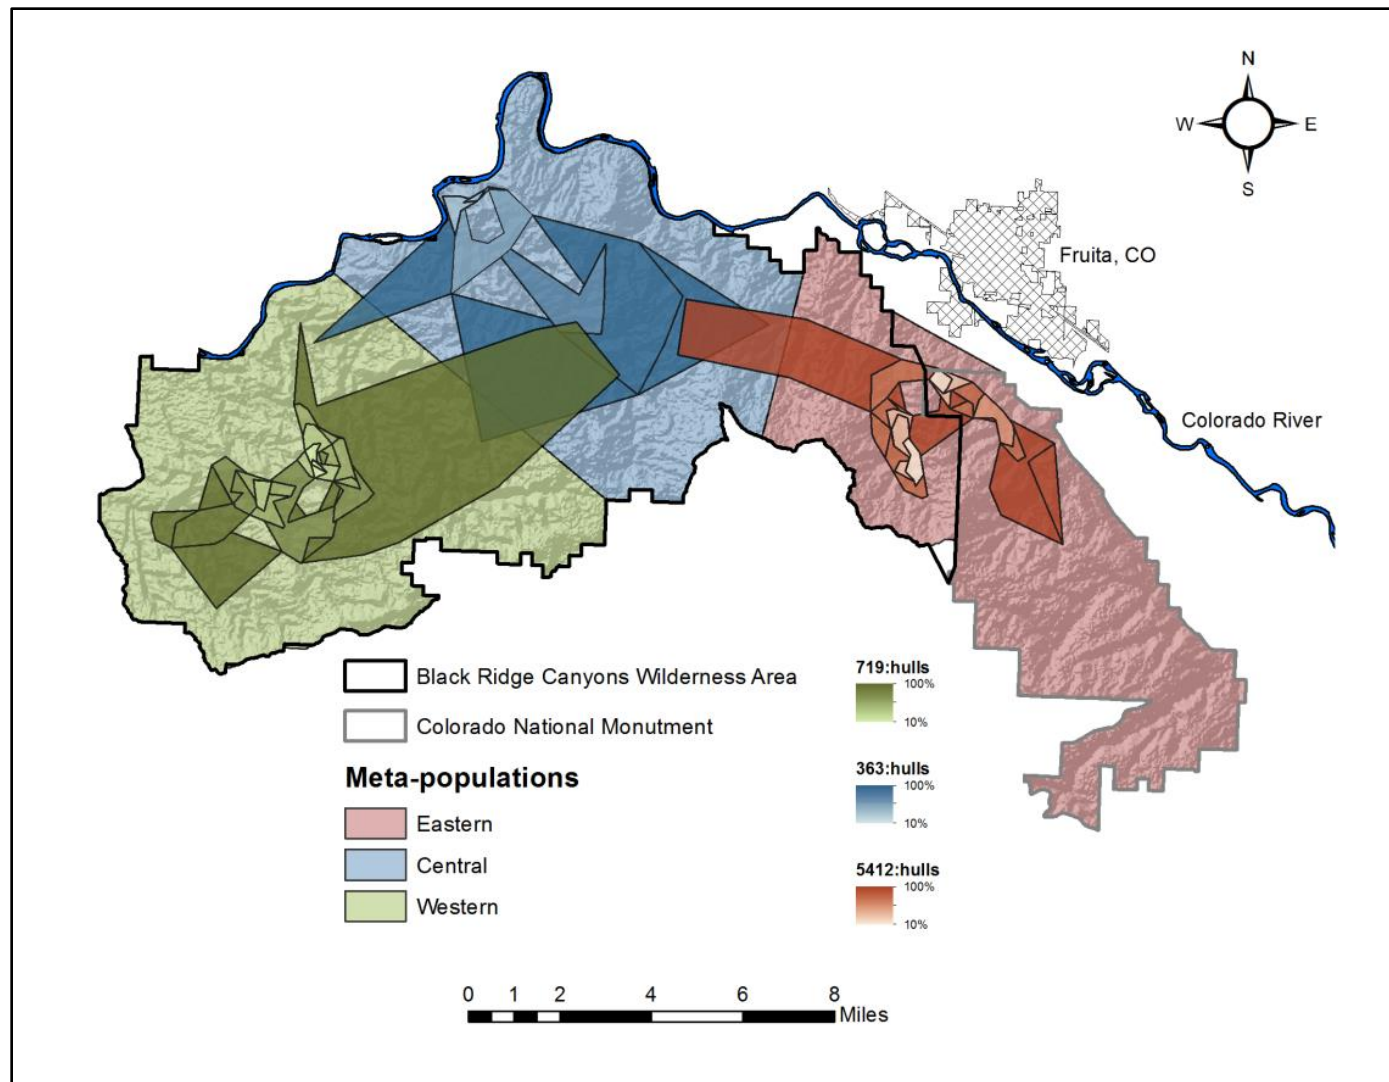 N
W E
S
Fruita, CO
Colorado River
Black Ridge Canyons Wilderness Area
Colorado National Monutment
Meta-populations
Eastern
Central
Western
719:hulls
100%
10%
363:hulls
100%
10%
5412:hulls
100%
10%
0 1 2 4 6 8
Miles